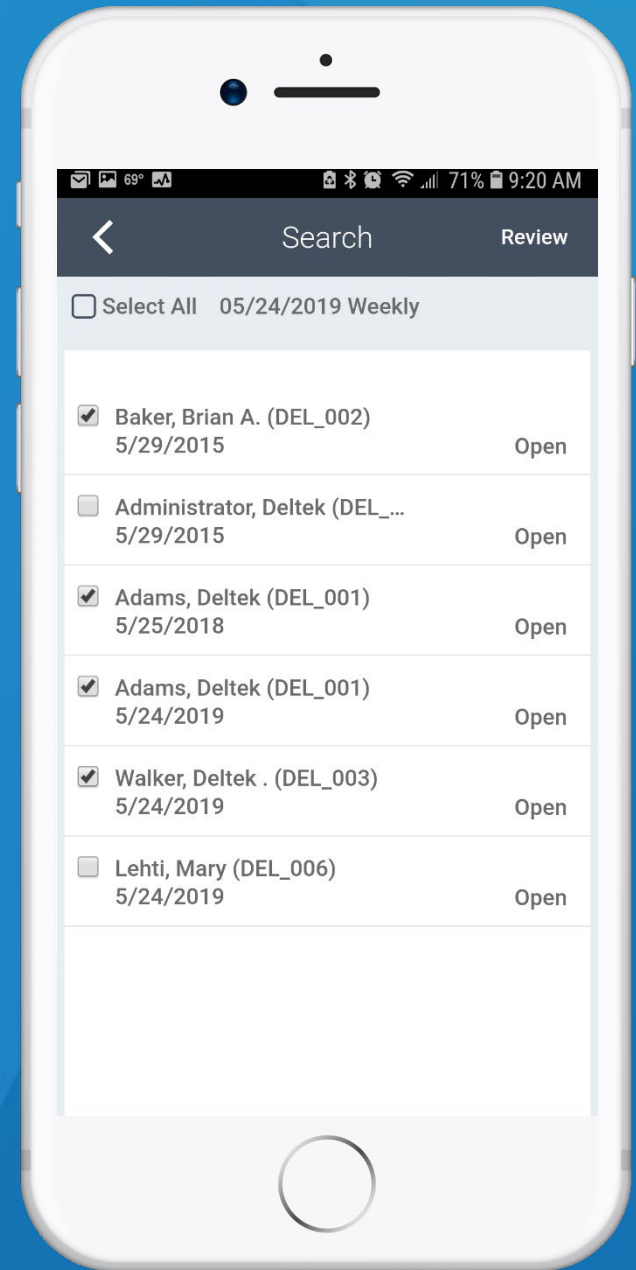 69° 71% 9:20 AM
Search Review
Select All 05/24/2019 Weekly
Baker, Brian A. (DEL_002)
5/29/2015 Open
Administrator, Deltek (DEL_...
5/29/2015 Open
Adams, Deltek (DEL_001)
5/25/2018 Open
Adams, Deltek (DEL_001)
5/24/2019 Open
Walker, Deltek . (DEL_003)
5/24/2019 Open
Lehti, Mary (DEL_006)
5/24/2019 Open